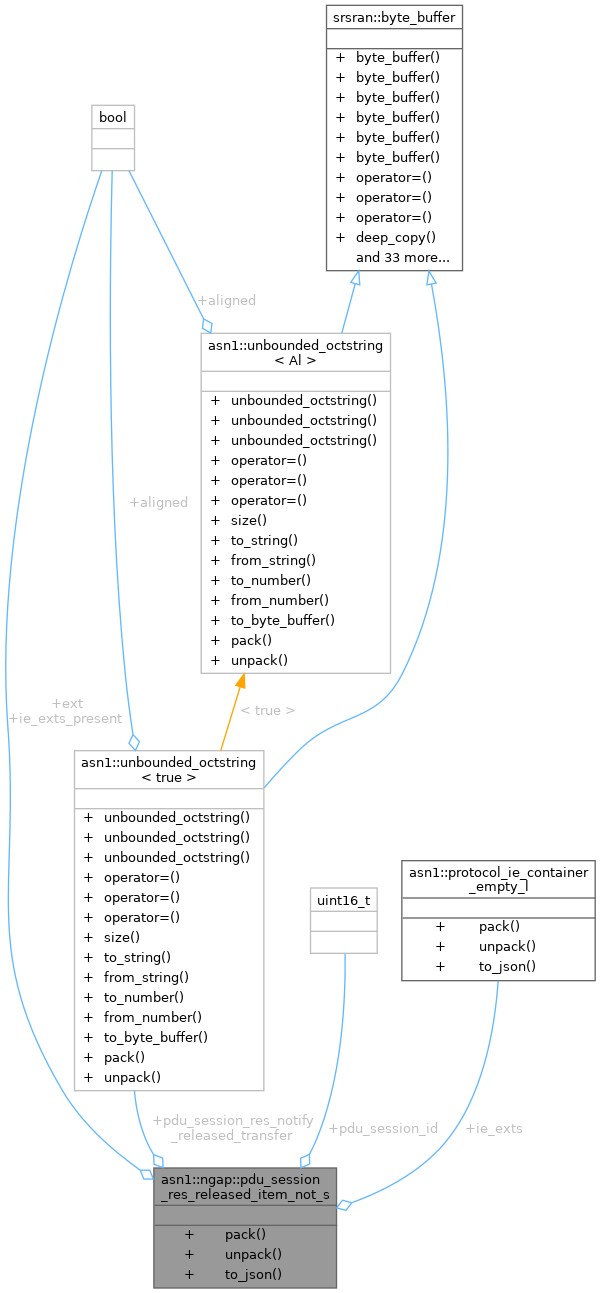 srsran::byte_buffer
+ byte_buffer()
+ byte_buffer()
+ byte_buffer()
+ byte_buffer()
+ byte_buffer()
+ byte_buffer()
+ operator=()
+ operator=()
+ operator=()
+ deep_copy()
and 33 more...
bool
+aligned
asn1::unbounded_octstring
< Al >
+ unbounded_octstring()
+ unbounded_octstring()
+ unbounded_octstring()
+ operator=()
+ operator=()
+ operator=()
+ size()
+ to_string()
+ from_string()
+ to_number()
+ from_number()
+ to_byte_buffer()
+ pack()
+ unpack()
+aligned
+ext
+ie_exts_present
< true >
asn1::unbounded_octstring
< true >
+ unbounded_octstring()
+ unbounded_octstring()
+ unbounded_octstring()
+ operator=()
+ operator=()
+ operator=()
+ size()
+ to_string()
+ from_string()
+ to_number()
+ from_number()
+ to_byte_buffer()
+ pack()
+ unpack()
uint16_t
asn1::protocol_ie_container
_empty_l
+ pack()
+ unpack()
+ to_json()
+pdu_session_res_notify
_released_transfer
+pdu_session_id
+ie_exts
asn1::ngap::pdu_session
_res_released_item_not_s
+ pack()
+ unpack()
+ to_json()